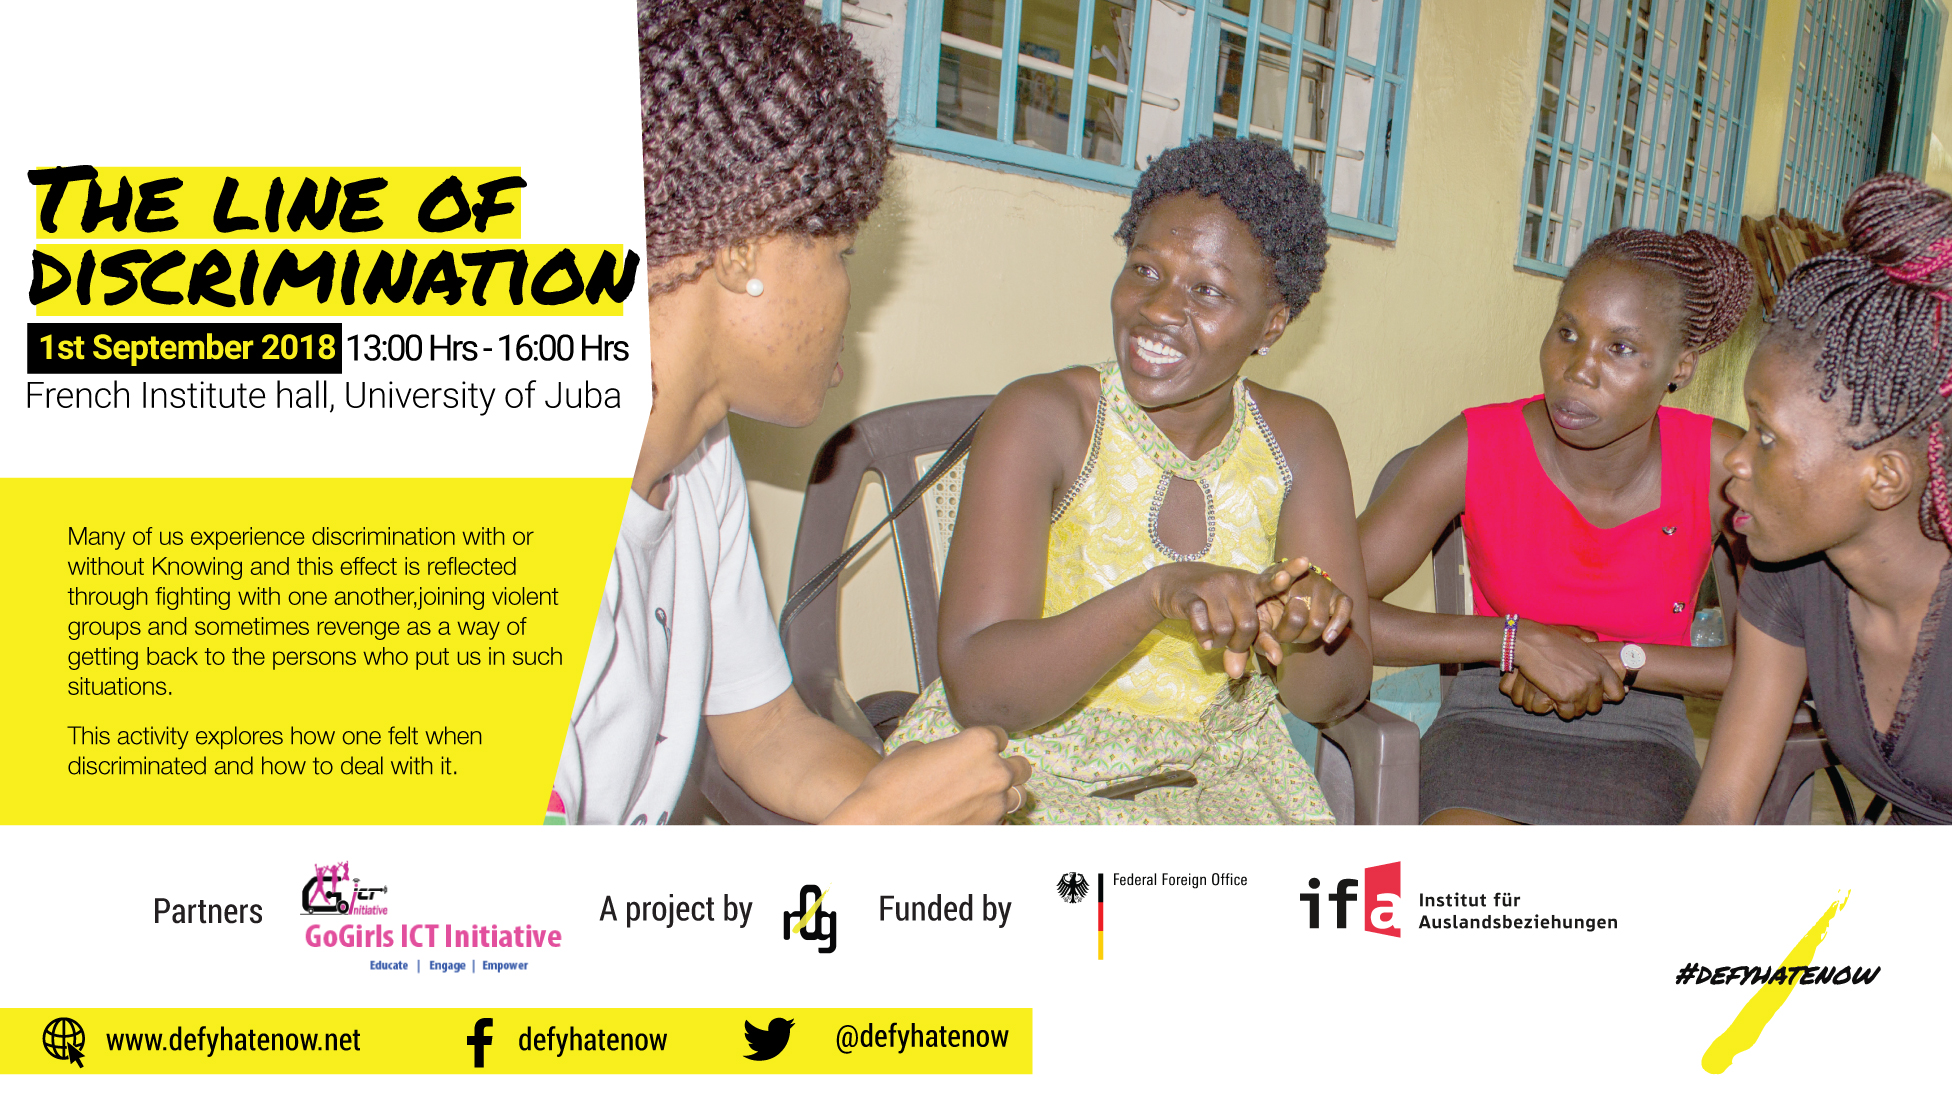 THE LINE OF
DISCRIMINATION
1st September 2018 13:00 Hrs - 16:00 Hrs
French Institute hall, University of Juba
Many of us experience discrimination with or
without Knowing and this effect is reflected
through fighting with one another,joining violent
groups and sometimes revenge as a way of
getting back to the persons who put us in such
situations.
This activity explores how one felt when
discriminated and how to deal with it.
Partners
G ICT
initiative
GoGirls ICT Initiative
Educate | Engage | Empower
A project by
r0g
Funded by
Federal Foreign Office
ifa
Institut für
Auslandsbeziehungen
#DEFYHATENOW
www.defyhatenow.net
defyhatenow
@defyhatenow